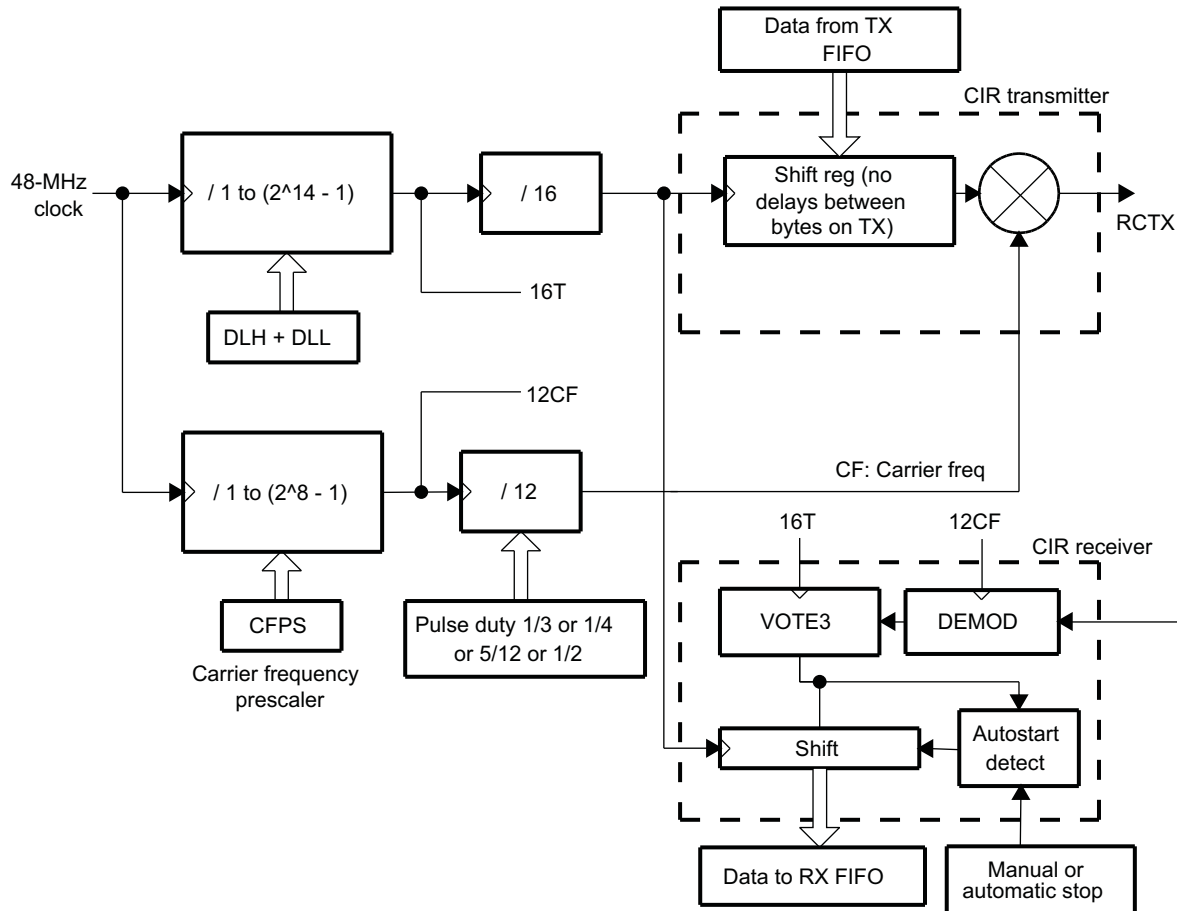 Data from TX
FIFO
CIR transmitter
48-MHz
clock
/ 1 to (2^14 - 1)
/ 16
Shift reg (no
delays between
bytes on TX)
RCTX
16T
DLH + DLL
12CF
/ 1 to (2^8 - 1)
/ 12
CF: Carrier freq
16T
12CF
CIR receiver
CFPS
Carrier frequency
prescaler
Pulse duty 1/3 or 1/4
or 5/12 or 1/2
VOTE3
DEMOD
Shift
Autostart
detect
Data to RX FIFO
Manual or
automatic stop